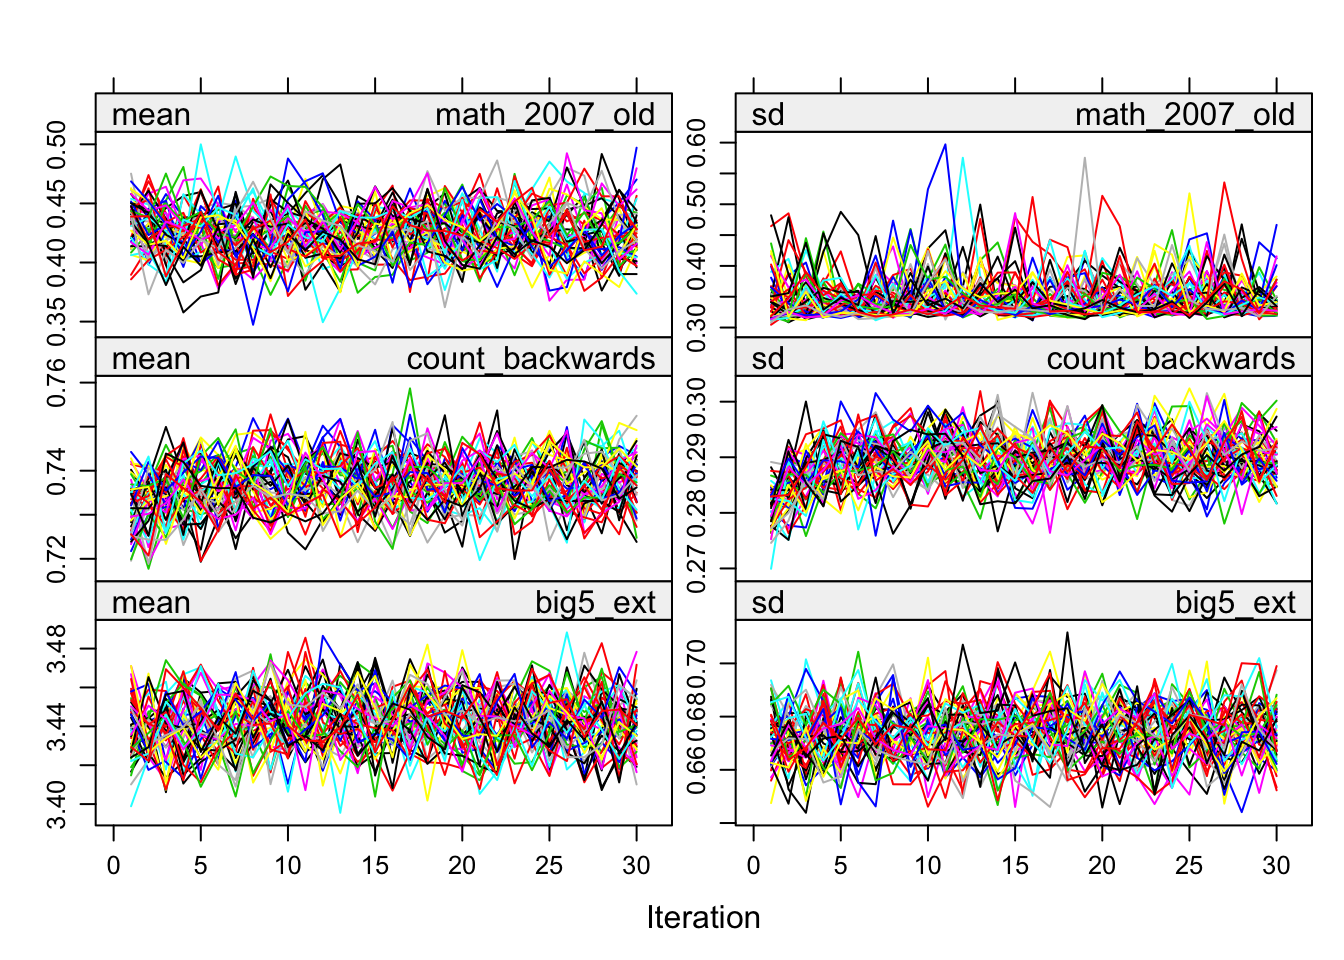 mean math_2007_old
sd math_2007_old
0.35 0.40 0.45 0.50
0.30 0.40 0.50 0.60
mean count_backwards
sd count_backwards
0.72 0.74 0.76
0.27 0.28 0.29 0.30
mean big5_ext
sd big5_ext
3.40 3.44 3.48
0.66 0.68 0.70
0 5 10 15 20 25 30
0 5 10 15 20 25 30
Iteration